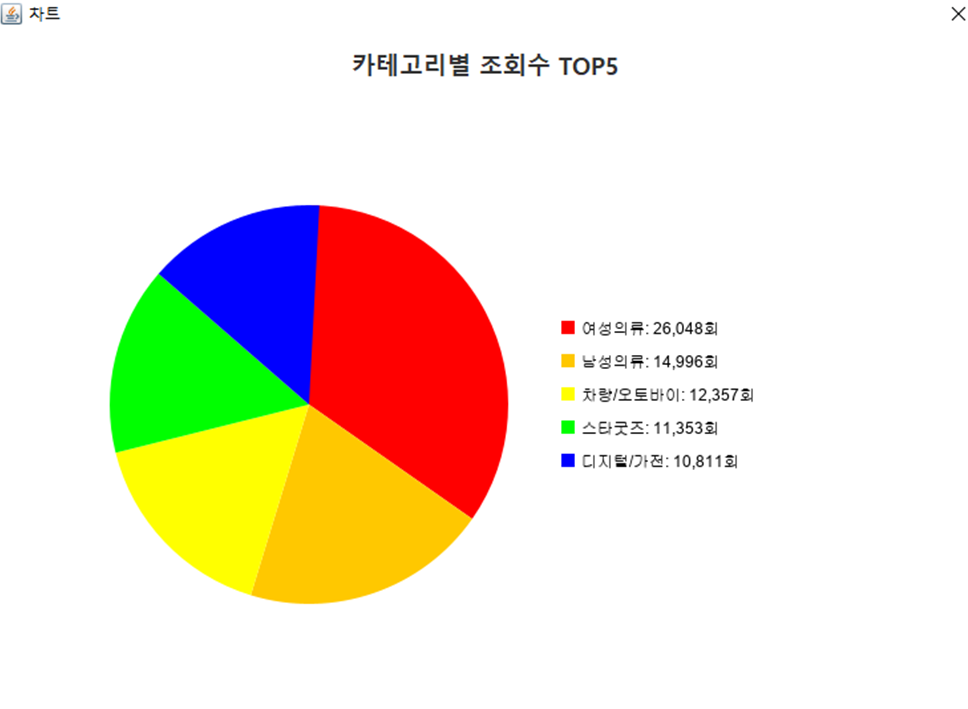 차트
카테고리별 조회수 TOP5
여성의류: 26,048회
남성의류: 14,996회
차량/오토바이: 12,357회
스타굿즈: 11,353회
디지털/가전: 10,811회